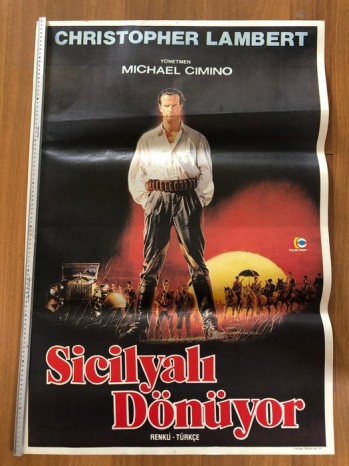 CHRISTOPHER LAMBERT
YÖNETMEN
MICHAEL CIMINO
Sicilyalı
Dönüyor
RENKLİ - TÜRKÇE